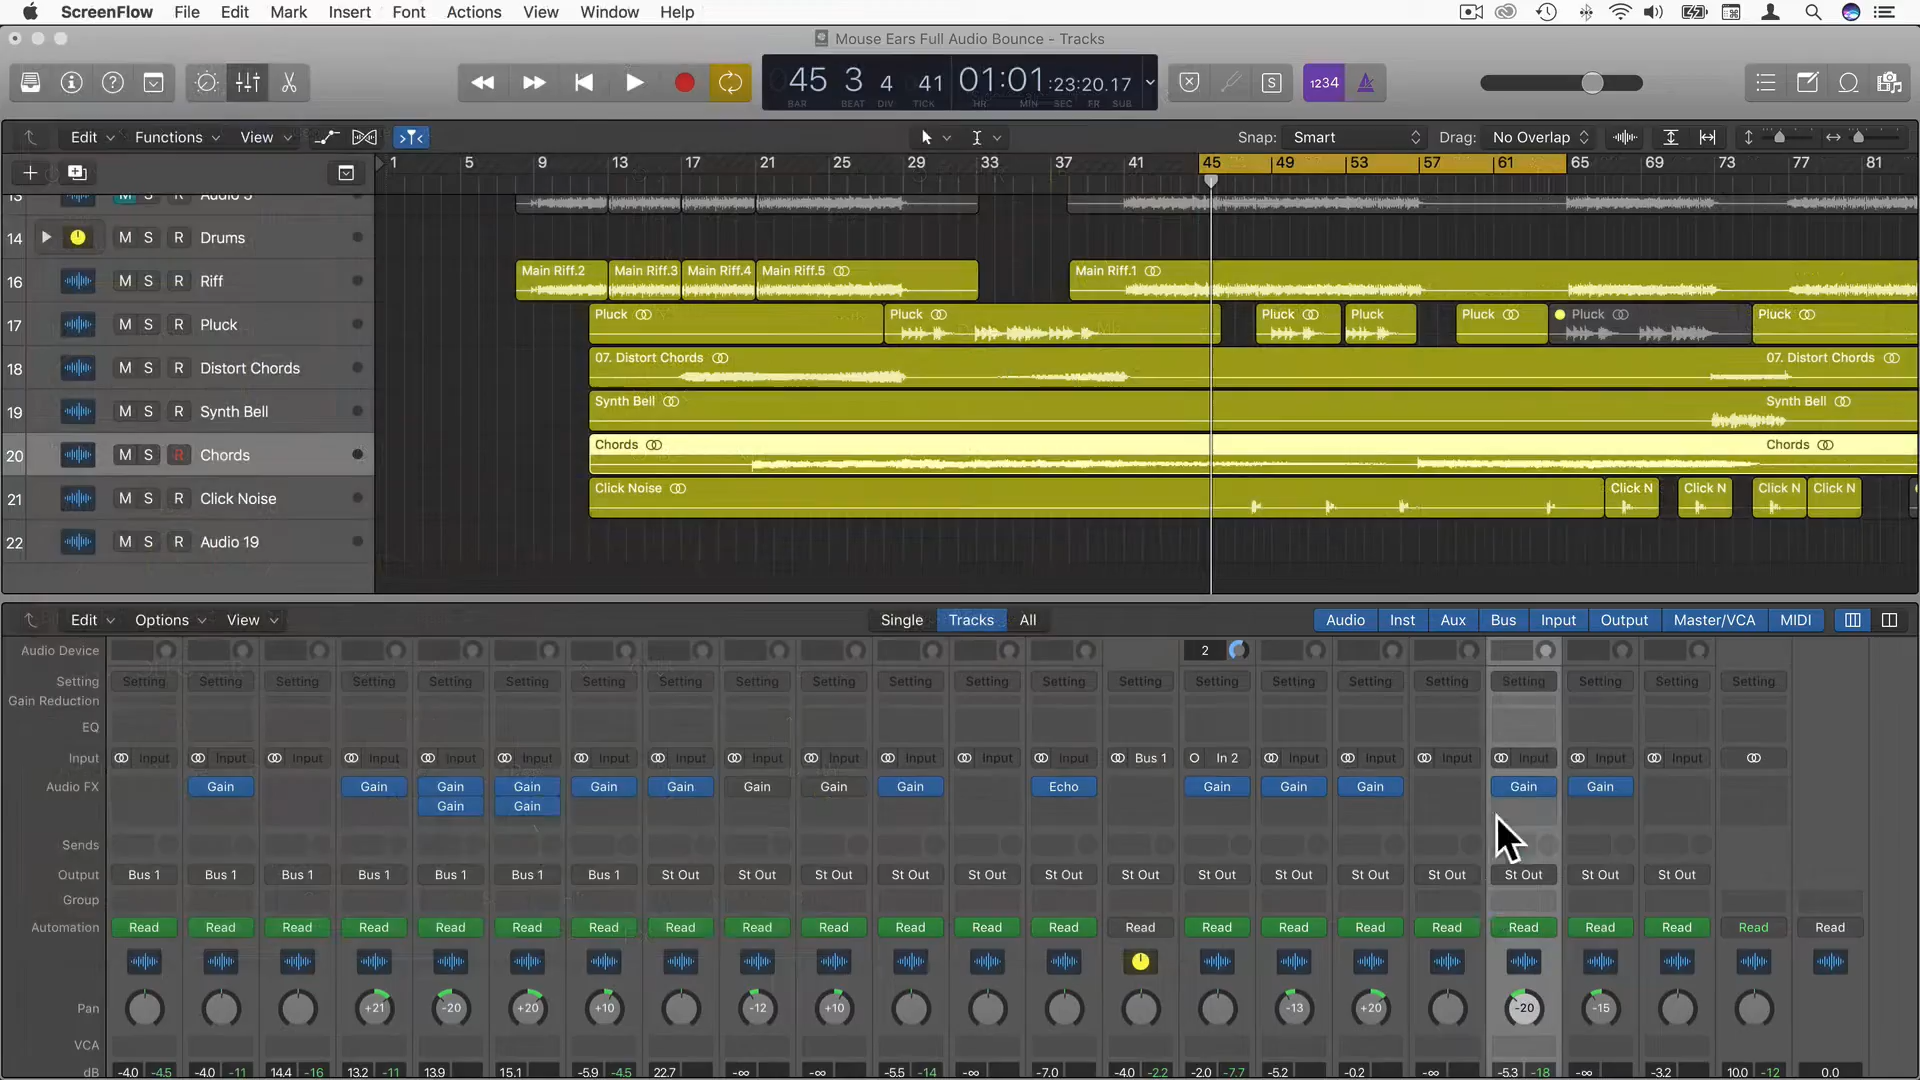 ScreenFlow File Edit Mark Insert Font Actions View Window Help
Mouse Ears Full Audio Bounce - Tracks
45 3 4 41 01:01:23:20.17
BAR BEAT DIV TICK HR MIN SEC FR SUB
S 1234
Edit Functions View Snap: Smart Drag: No Overlap
1 5 9 13 17 21 25 29 33 37 41 45 49 53 57 61 65 69 73 77 81
13 M S R Audio 5
14 M S R Drums
16 M S R Riff Main Riff.2 Main Riff.3 Main Riff.4 Main Riff.5 Main Riff.1
17 M S R Pluck Pluck Pluck Pluck Pluck Pluck Pluck Pluck
18 M S R Distort Chords 07. Distort Chords 07. Distort Chords
19 M S R Synth Bell Synth Bell Synth Bell
20 M S R Chords Chords Chords
21 M S R Click Noise Click Noise Click N Click N Click N Click N
22 M S R Audio 19
Edit Options View Single Tracks All Audio Inst Aux Bus Input Output Master/VCA MIDI
Audio Device 2
Setting Setting Setting Setting Setting Setting Setting Setting Setting Setting Setting Setting Setting Setting Setting Setting Setting Setting Setting Setting Setting Setting Setting
Gain Reduction
EQ
Input Input Input Input Input Input Input Input Input Input Input Input Input Input Bus 1 In 2 Input Input Input Input Input Input
Audio FX Gain Gain Gain Gain Gain Gain Gain Gain Gain Echo Gain Gain Gain Gain Gain
Gain Gain
Sends
Output Bus 1 Bus 1 Bus 1 Bus 1 Bus 1 Bus 1 Bus 1 St Out St Out St Out St Out St Out St Out St Out St Out St Out St Out St Out St Out St Out St Out
Group
Automation Read Read Read Read Read Read Read Read Read Read Read Read Read Read Read Read Read Read Read Read Read Read Read
Pan +21 -20 +20 +10 -12 +10 -13 +20 -20 -15
VCA
dB -4.0 -4.5 -4.0 -11 14.4 -16 13.2 -11 13.9 15.1 -5.9 -4.5 22.7 -∞ -∞ -5.5 -14 -∞ -7.0 -4.0 -2.2 -2.0 -7.7 -5.2 -0.2 -∞ -5.3 -18 -∞ -3.2 10.0 -12 0.0